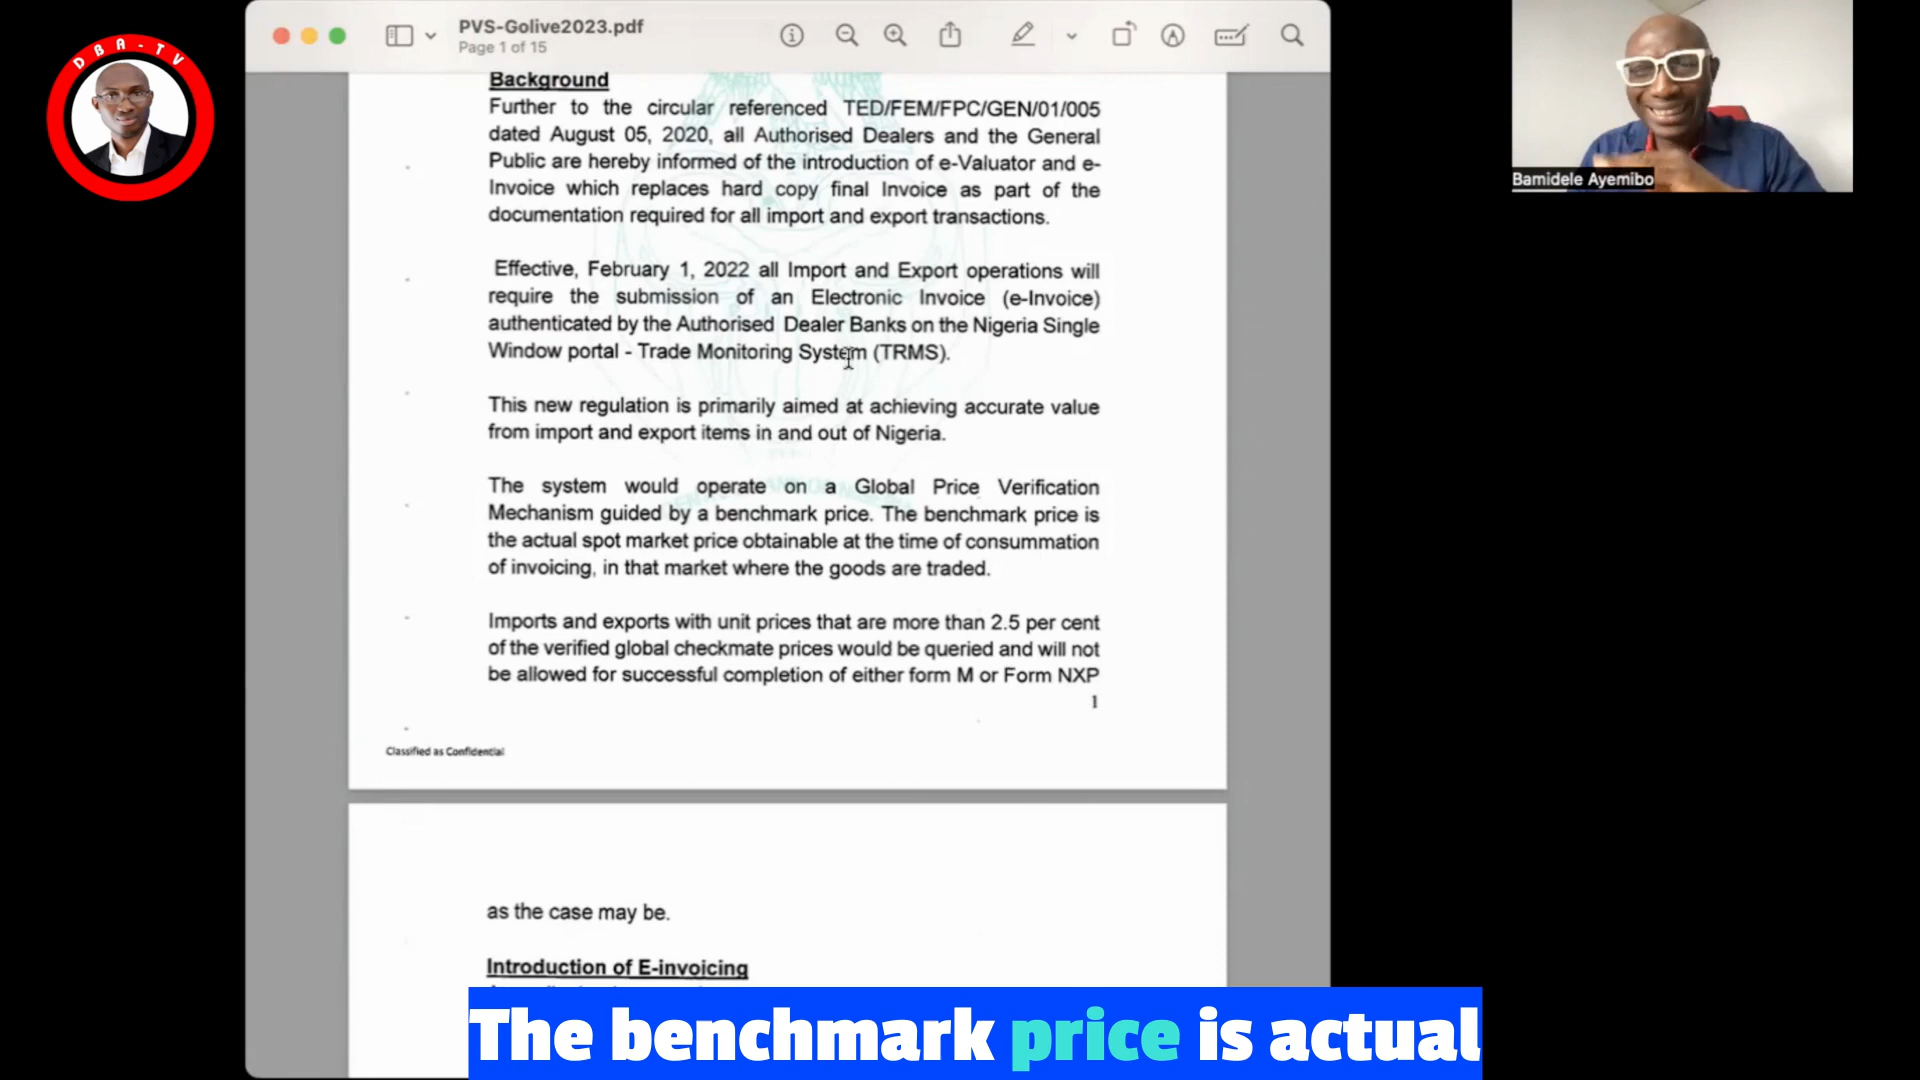 DBA-TV
PVS-Golive2023.pdf
Page 1 of 15
Bamidele Ayemibo
Background
Further to the circular referenced TED/FEM/FPC/GEN/01/005
dated August 05, 2020, all Authorised Dealers and the General
Public are hereby informed of the introduction of e-Valuator and e-
Invoice which replaces hard copy final Invoice as part of the
documentation required for all import and export transactions.
Effective, February 1, 2022 all Import and Export operations will
require the submission of an Electronic Invoice (e-Invoice)
authenticated by the Authorised Dealer Banks on the Nigeria Single
Window portal - Trade Monitoring System (TRMS).
This new regulation is primarily aimed at achieving accurate value
from import and export items in and out of Nigeria.
The system would operate on a Global Price Verification
Mechanism guided by a benchmark price. The benchmark price is
the actual spot market price obtainable at the time of consummation
of invoicing, in that market where the goods are traded.
Imports and exports with unit prices that are more than 2.5 per cent
of the verified global checkmate prices would be queried and will not
be allowed for successful completion of either form M or Form NXP
1
Classified as Confidential
as the case may be.
Introduction of E-invoicing
The benchmark price is actual